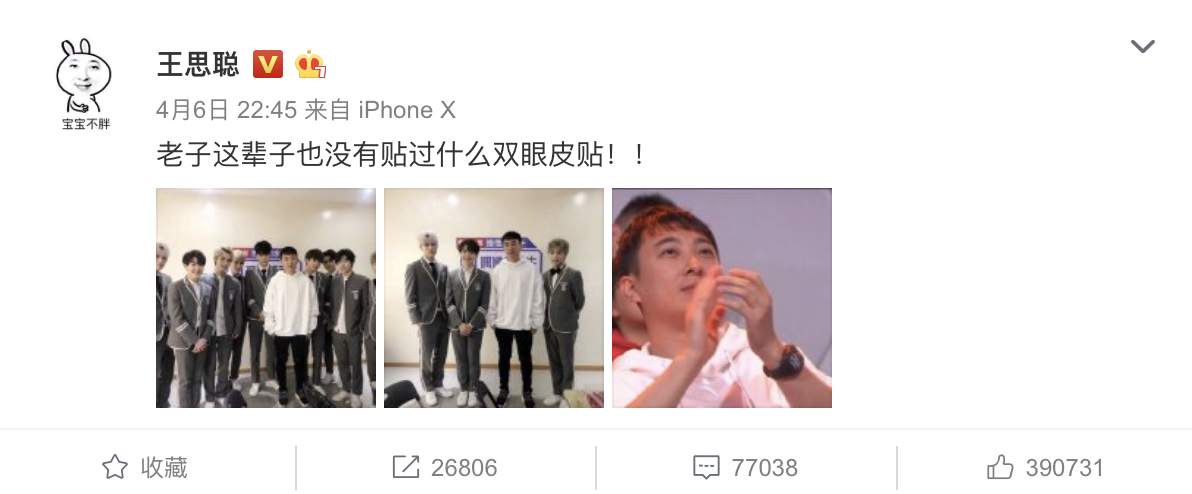 王思聪
宝宝不胖
4月6日 22:45 来自 iPhone X
老子这辈子也没有贴过什么双眼皮贴！！
收藏
26806
77038
390731